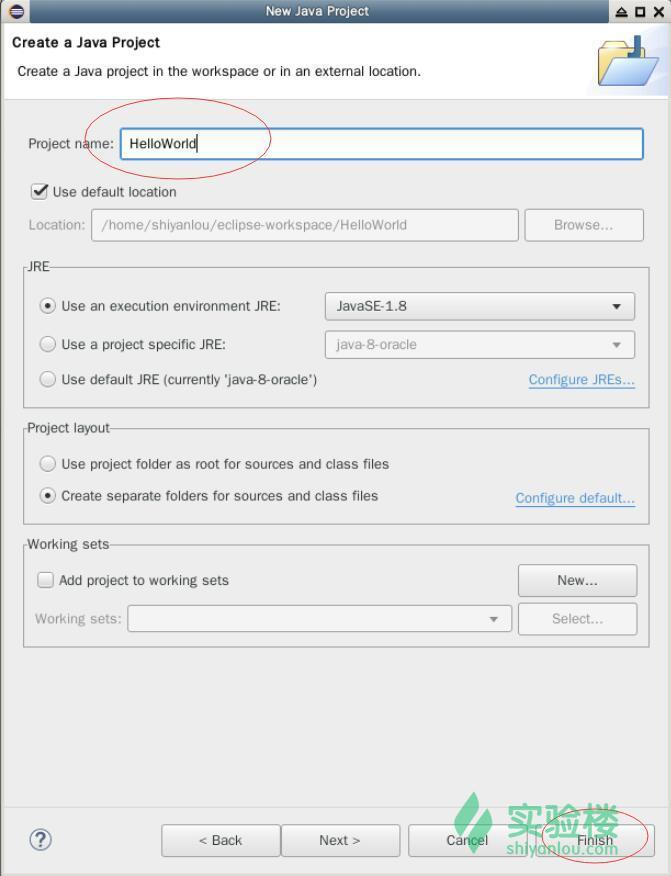 New Java Project
Create a Java Project
Create a Java project in the workspace or in an external location.
Project name: HelloWorld
Use default location
Location: /home/shiyanlou/eclipse-workspace/HelloWorld Browse...
JRE
Use an execution environment JRE: JavaSE-1.8
Use a project specific JRE: java-8-oracle
Use default JRE (currently 'java-8-oracle') Configure JREs...
Project layout
Use project folder as root for sources and class files
Create separate folders for sources and class files Configure default...
Working sets
Add project to working sets New...
Working sets: Select...
? < Back Next > Cancel Finish
实验楼
shiyanlou.com